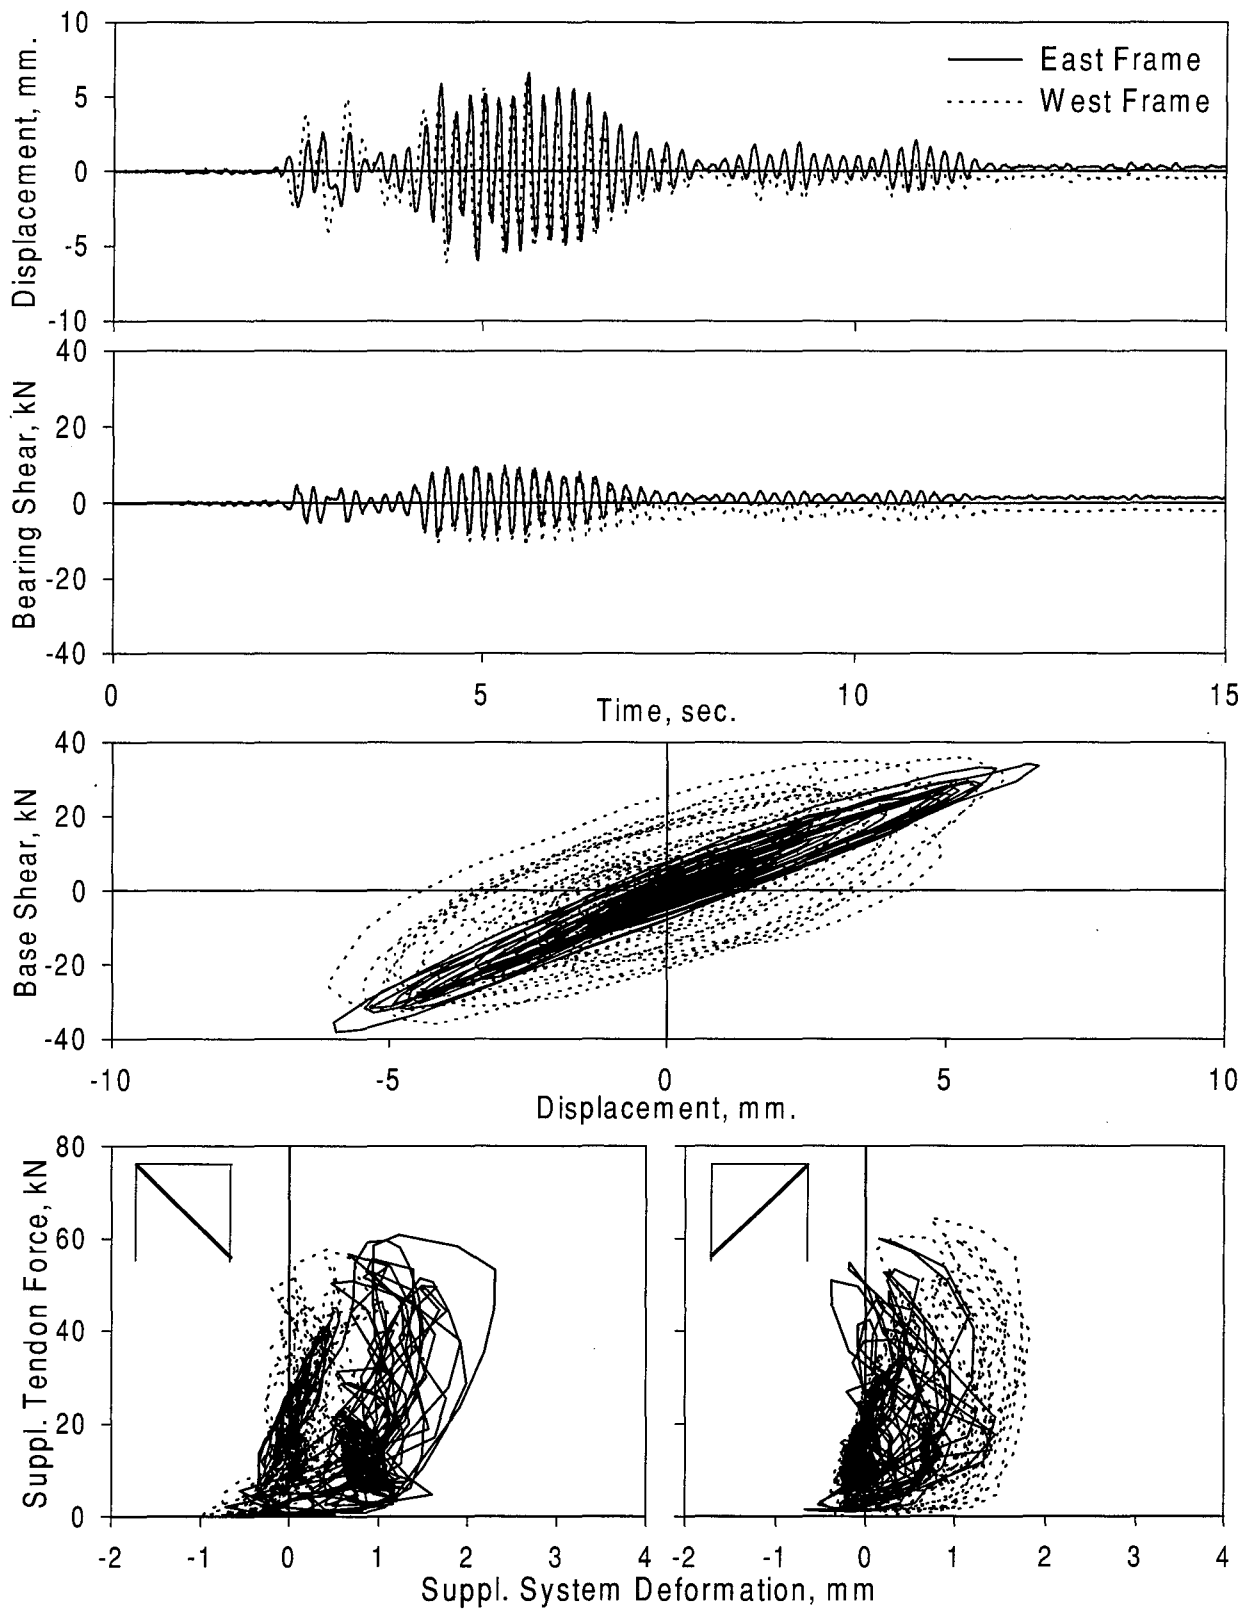 10
5
0
-5
-10
Displacement, mm.
East Frame
West Frame
40
20
0
-20
-40
Bearing Shear, kN
0 5 10 15
Time, sec.
40
20
0
-20
-40
Base Shear, kN
-10 -5 0 5 10
Displacement, mm.
80
60
40
20
0
Suppl. Tendon Force, kN
-2 -1 0 1 2 3 4 -2 -1 0 1 2 3 4
Suppl. System Deformation, mm